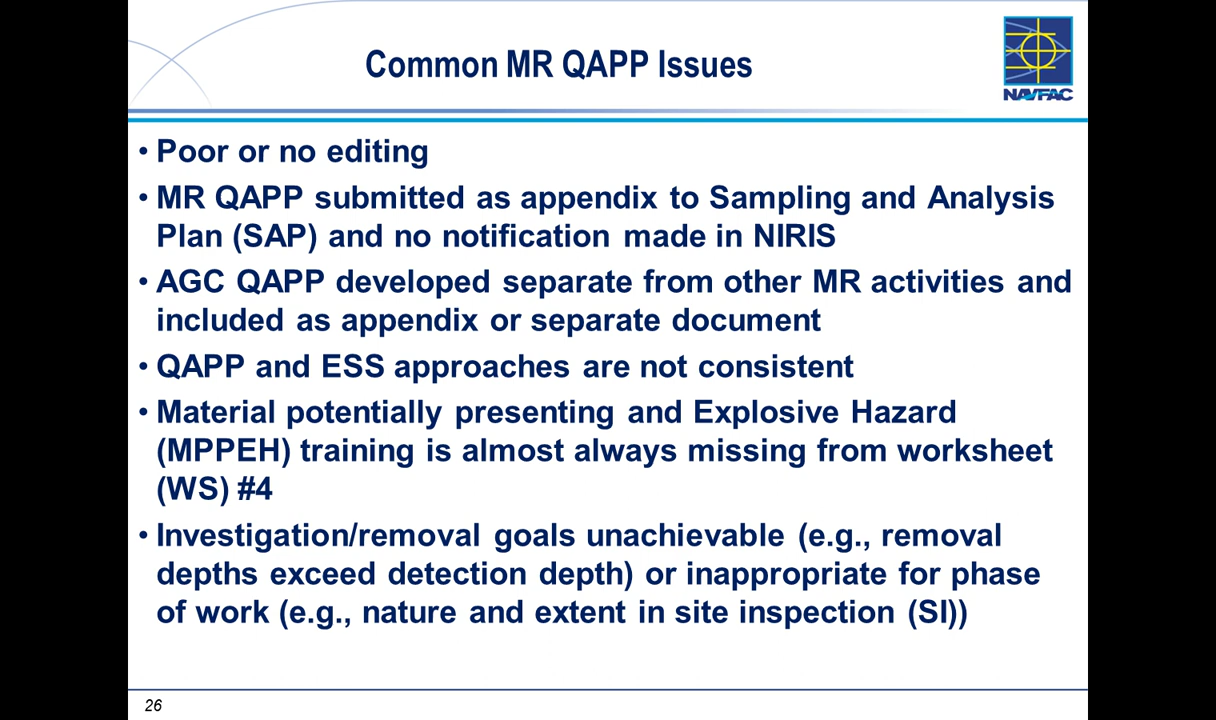 Common MR QAPP Issues
NAVFAC
• Poor or no editing
• MR QAPP submitted as appendix to Sampling and Analysis
Plan (SAP) and no notification made in NIRIS
• AGC QAPP developed separate from other MR activities and
included as appendix or separate document
• QAPP and ESS approaches are not consistent
• Material potentially presenting and Explosive Hazard
(MPPEH) training is almost always missing from worksheet
(WS) #4
• Investigation/removal goals unachievable (e.g., removal
depths exceed detection depth) or inappropriate for phase
of work (e.g., nature and extent in site inspection (SI))
26